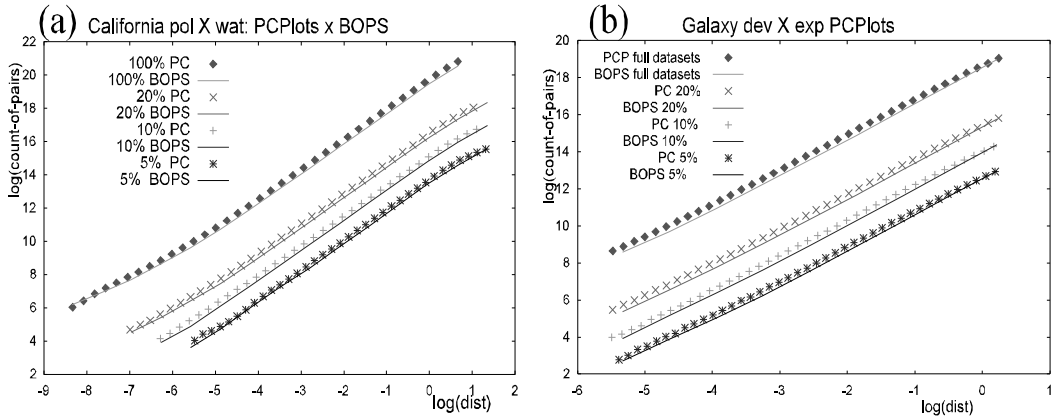 (a)
California pol X wat: PCPlots x BOPS
log(count-of-pairs)
22
20
18
16
14
12
10
8
6
4
2
100% PC
100% BOPS
20% PC
20% BOPS
10% PC
10% BOPS
5% PC
5% BOPS
-9 -8 -7 -6 -5 -4 -3 -2 -1 0 1 2
log(dist)
(b)
Galaxy dev X exp PCPlots
log(count-of-pairs)
20
18
16
14
12
10
8
6
4
2
PCP full datasets
BOPS full datasets
PC 20%
BOPS 20%
PC 10%
BOPS 10%
PC 5%
BOPS 5%
-6 -5 -4 -3 -2 -1 0 1
log(dist)